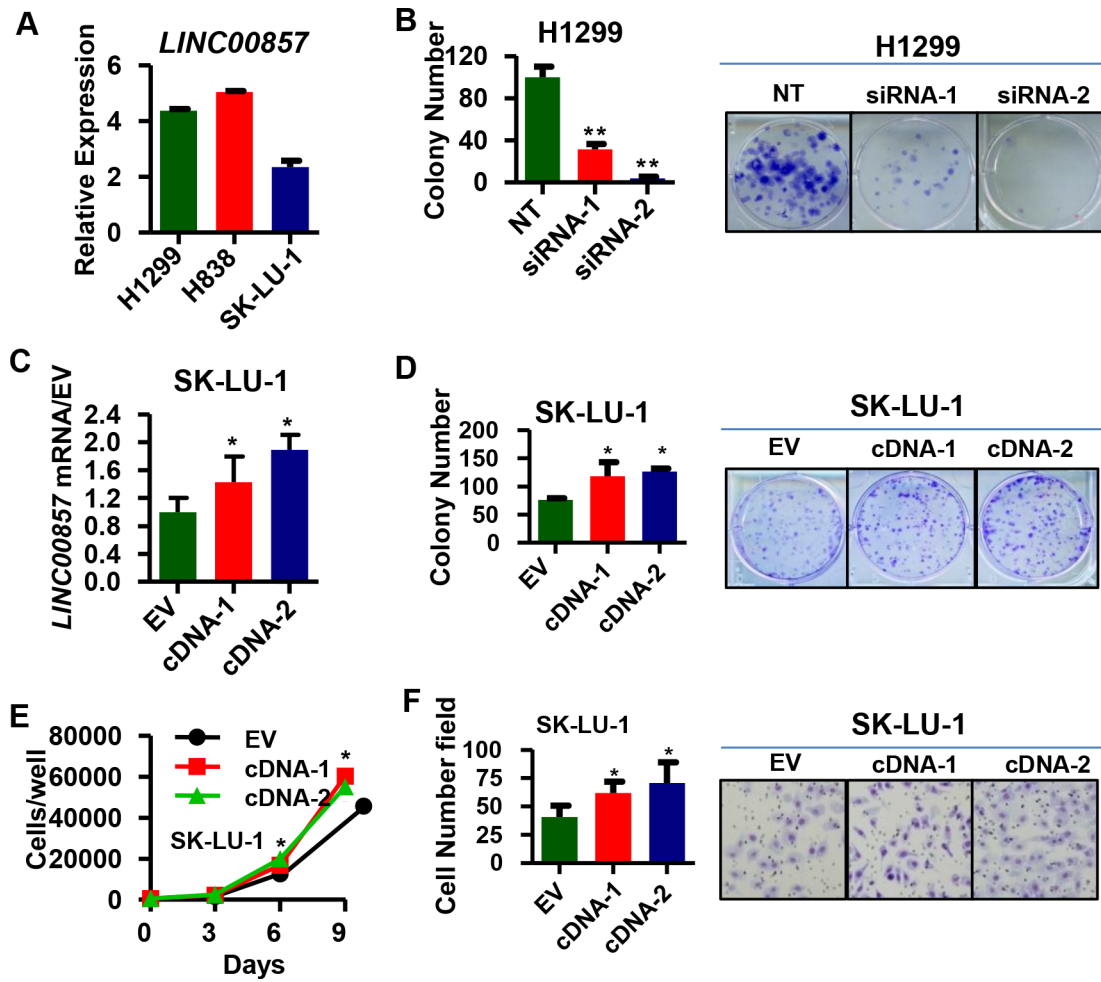 A
LINC00857
Relative Expression
6
4
2
0
H1299
H838
SK-LU-1
B
H1299
Colony Number
120
80
40
0
**
**
NT
siRNA-1
siRNA-2
H1299
NT siRNA-1 siRNA-2
C
SK-LU-1
LINC00857 mRNA/EV
2.4
2.0
1.6
1.2
0.8
0.4
0.0
*
*
EV
cDNA-1
cDNA-2
D
SK-LU-1
Colony Number
200
150
100
50
0
*
*
EV
cDNA-1
cDNA-2
SK-LU-1
EV cDNA-1 cDNA-2
E
Cells/well
80000
60000
40000
20000
0
EV
cDNA-1
cDNA-2
SK-LU-1
*
*
0 3 6 9
Days
F
SK-LU-1
Cell Number field
100
75
50
25
0
*
*
EV
cDNA-1
cDNA-2
SK-LU-1
EV cDNA-1 cDNA-2